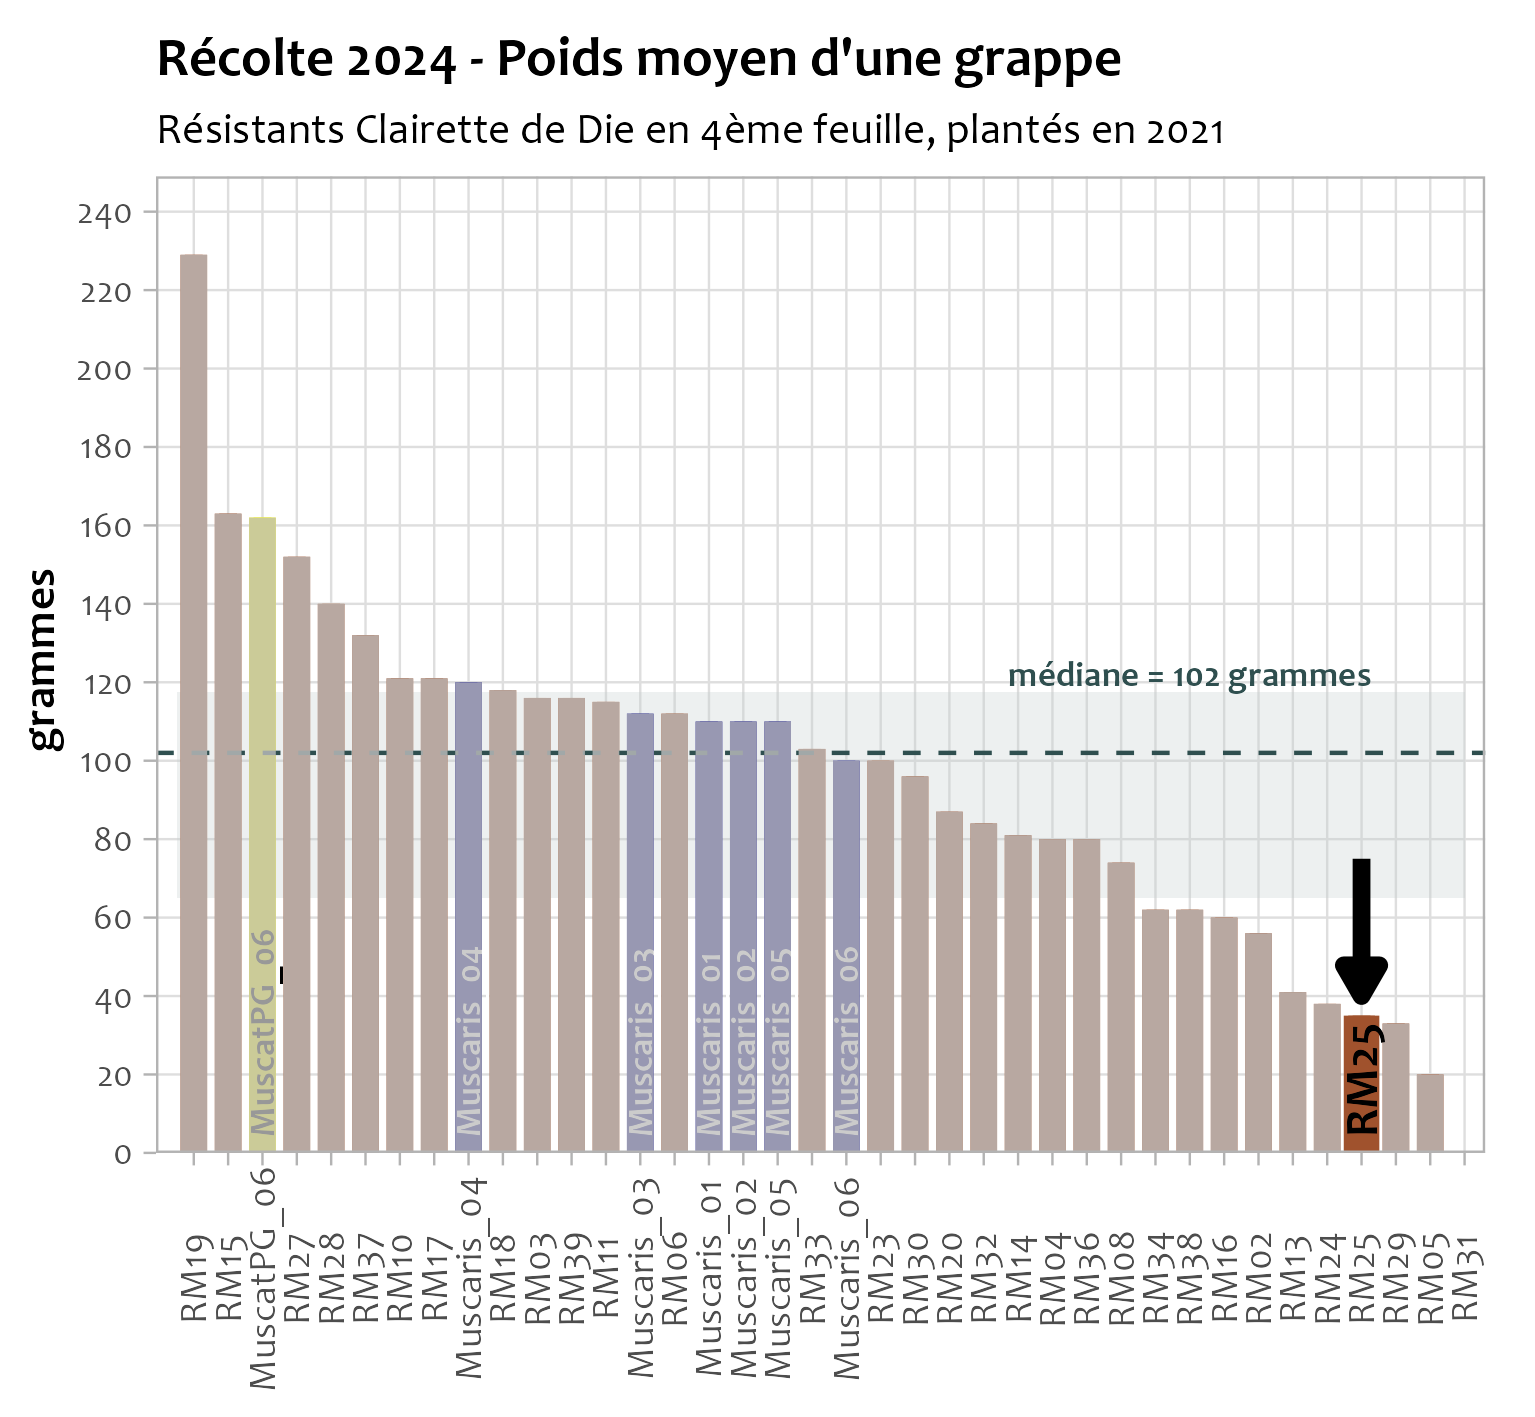 Récolte 2024 - Poids moyen d'une grappe
Résistants Clairette de Die en 4ème feuille, plantés en 2021
grammes
240
220
200
180
160
140
120
100
80
60
40
20
0
médiane = 102 grammes
MuscatPG_06
Muscaris_04
Muscaris_03
Muscaris_01
Muscaris_02
Muscaris_05
Muscaris_06
RM25
RM19
RM15
MuscatPG_06
RM27
RM28
RM37
RM10
RM17
Muscaris_04
RM18
RM03
RM39
RM11
Muscaris_03
RM06
Muscaris_01
Muscaris_02
Muscaris_05
RM33
Muscaris_06
RM23
RM30
RM20
RM32
RM14
RM04
RM36
RM08
RM34
RM38
RM16
RM02
RM13
RM24
RM25
RM29
RM05
RM31